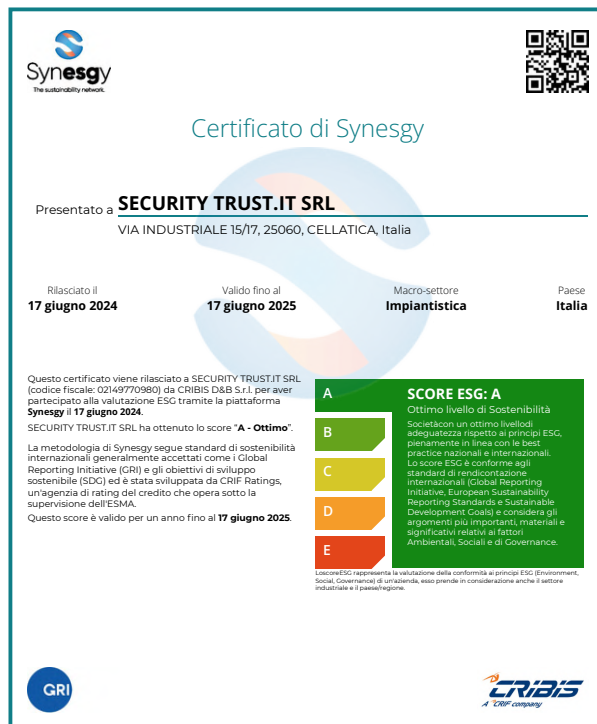 Synesgy
The sustainability network.
Certificato di Synesgy
Presentato a SECURITY TRUST.IT SRL
VIA INDUSTRIALE 15/17, 25060, CELLATICA, Italia
Rilasciato il
17 giugno 2024
Valido fino al
17 giugno 2025
Macro-settore
Impiantistica
Paese
Italia
Questo certificato viene rilasciato a SECURITY TRUST.IT SRL
(codice fiscale: 02149770980) da CRIBIS D&B S.r.l. per aver
partecipato alla valutazione ESG tramite la piattaforma
Synesgy il 17 giugno 2024.
SECURITY TRUST.IT SRL ha ottenuto lo score “A - Ottimo”.
La metodologia di Synesgy segue standard di sostenibilità
internazionali generalmente accettati come i Global
Reporting Initiative (GRI) e gli obiettivi di sviluppo
sostenibile (SDG) ed è stata sviluppata da CRIF Ratings,
un'agenzia di rating del credito che opera sotto la
supervisione dell'ESMA.
Questo score è valido per un anno fino al 17 giugno 2025.
A
B
C
D
E
SCORE ESG: A
Ottimo livello di Sostenibilità
Societàcon un ottimo livellodi
adeguatezza rispetto ai principi ESG,
pienamente in linea con le best
practice nazionali e internazionali.
Lo score ESG è conforme agli
standard di rendicontazione
internazionali (Global Reporting
Initiative, European Sustainability
Reporting Standards e Sustainable
Development Goals) e considera gli
argomenti più importanti, materiali e
significativi relativi ai fattori
Ambientali, Sociali e di Governance.
LoscoreESG rappresenta la valutazione della conformità ai principi ESG (Environment,
Social, Governance) di un'azienda, esso prende in considerazione anche il settore
industriale e il paese/regione.
GRI
CRIBIS
A CRIF company